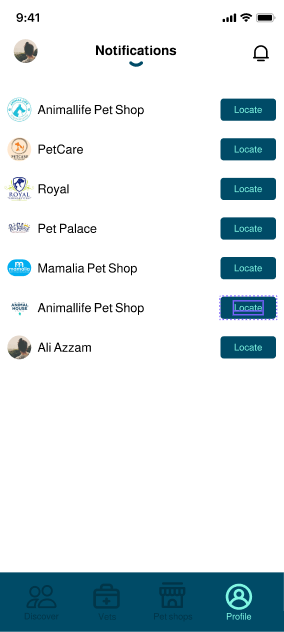 9:41
Notifications
Animallife Pet Shop
Locate
PetCare
Locate
ROYAL
Royal
Locate
Pet Palace
Locate
m
mamalia
Mamalia Pet Shop
Locate
ANIMAL
HOUSE
Animallife Pet Shop
Locate
Ali Azzam
Locate
Discover
Vets
Pet shops
Profile